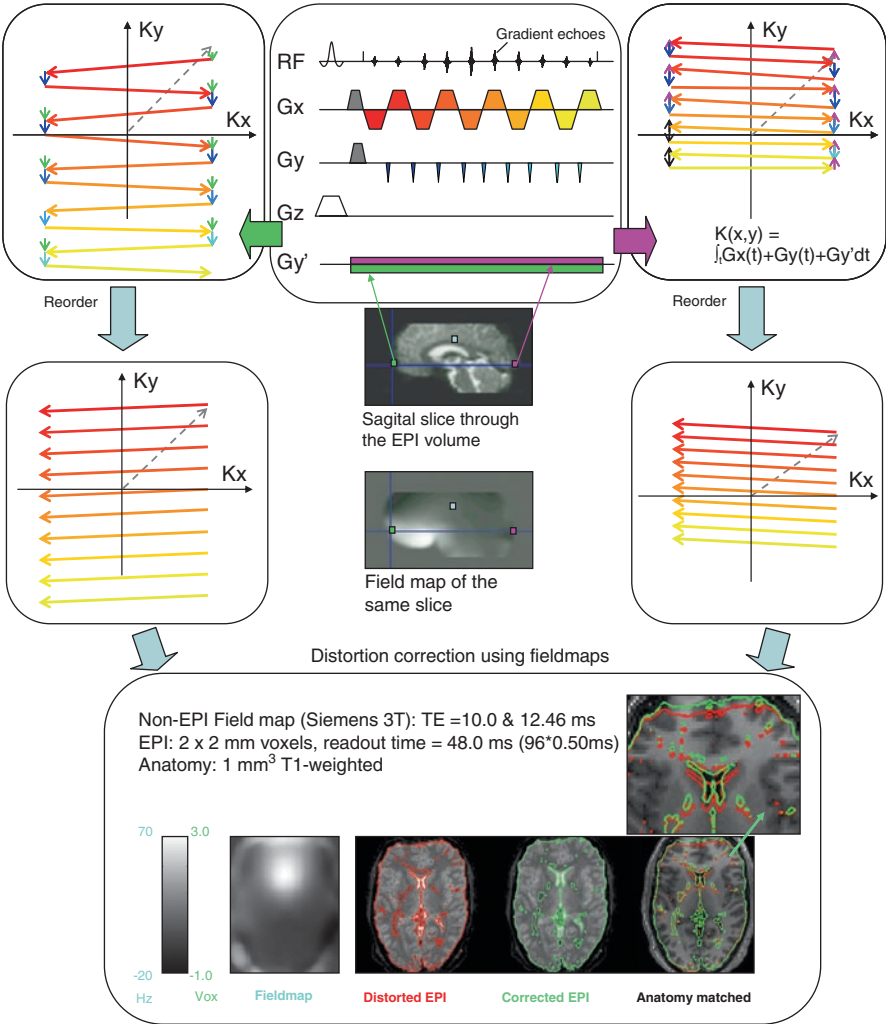 Ky
Kx
Reorder
Ky
Kx
RF
Gradient echoes
Gx
Gy
Gz
Gy'
Sagital slice through
the EPI volume
Field map of the
same slice
Ky
Kx
K(x,y) =
∫tGx(t)+Gy(t)+Gy'dt
Reorder
Ky
Kx
Distortion correction using fieldmaps
Non-EPI Field map (Siemens 3T): TE =10.0 & 12.46 ms
EPI: 2 x 2 mm voxels, readout time = 48.0 ms (96*0.50ms)
Anatomy: 1 mm³ T1-weighted
70 3.0
-20 -1.0
Hz Vox
Fieldmap
Distorted EPI
Corrected EPI
Anatomy matched